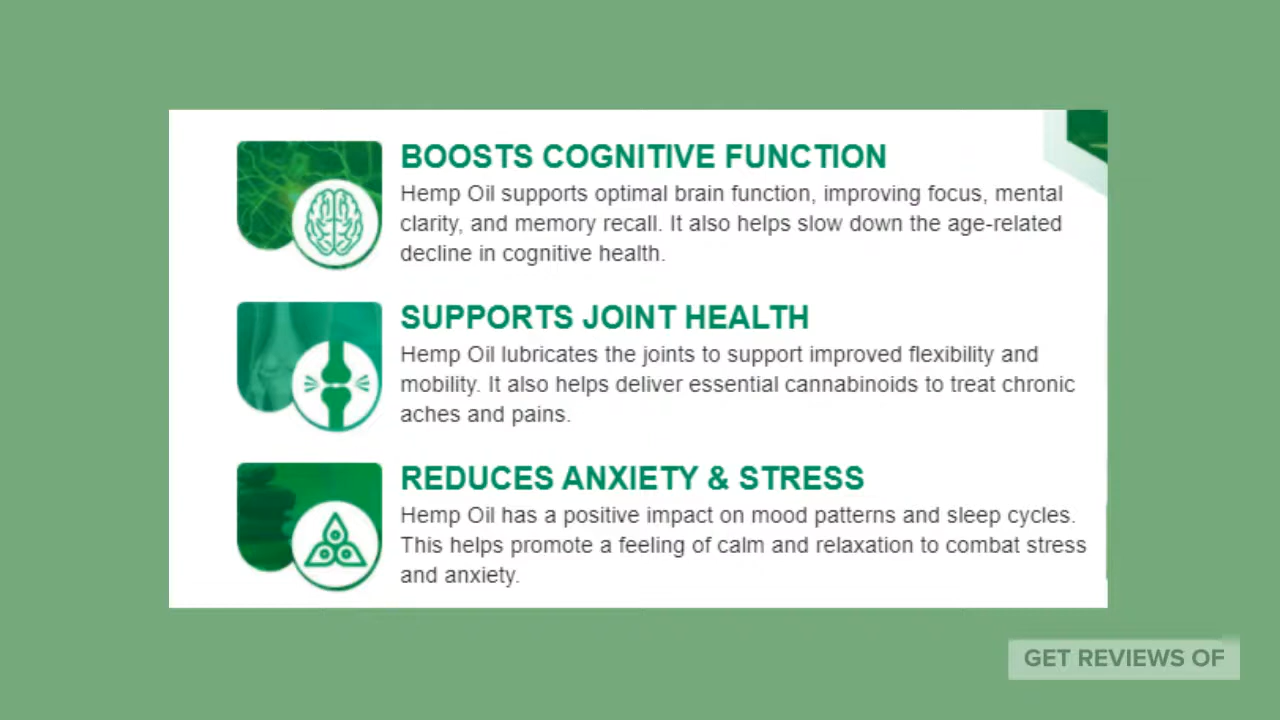 BOOSTS COGNITIVE FUNCTION
Hemp Oil supports optimal brain function, improving focus, mental
clarity, and memory recall. It also helps slow down the age-related
decline in cognitive health.
SUPPORTS JOINT HEALTH
Hemp Oil lubricates the joints to support improved flexibility and
mobility. It also helps deliver essential cannabinoids to treat chronic
aches and pains.
REDUCES ANXIETY & STRESS
Hemp Oil has a positive impact on mood patterns and sleep cycles.
This helps promote a feeling of calm and relaxation to combat stress
and anxiety.
GET REVIEWS OF